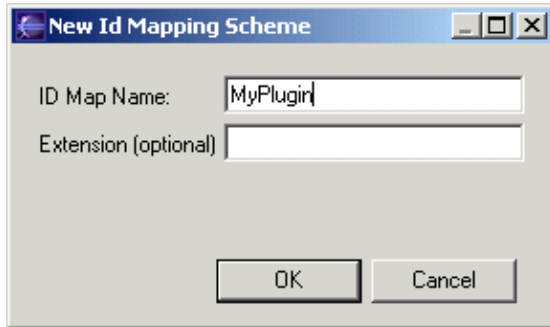 New Id Mapping Scheme
ID Map Name: MyPlugin
Extension (optional)
OK Cancel